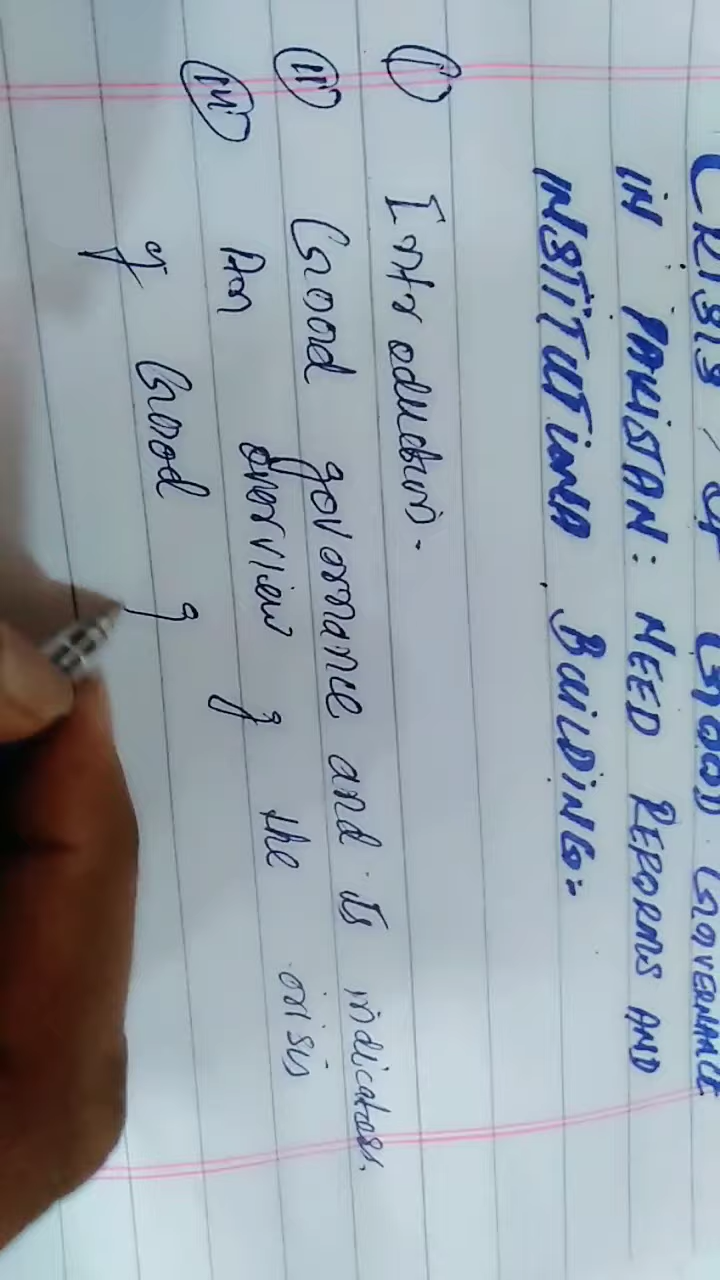 CRISIS OF GOOD GOVERNANCE
IN PAKISTAN: NEED REFORMS AND
INSTITUTIONA BUILDING:-
(i) Introduction.
(ii) Good governance and its indicators.
(iii) An overview of the crisis
of Good g